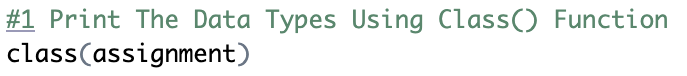 #1 Print The Data Types Using Class() Function
class(assignment)